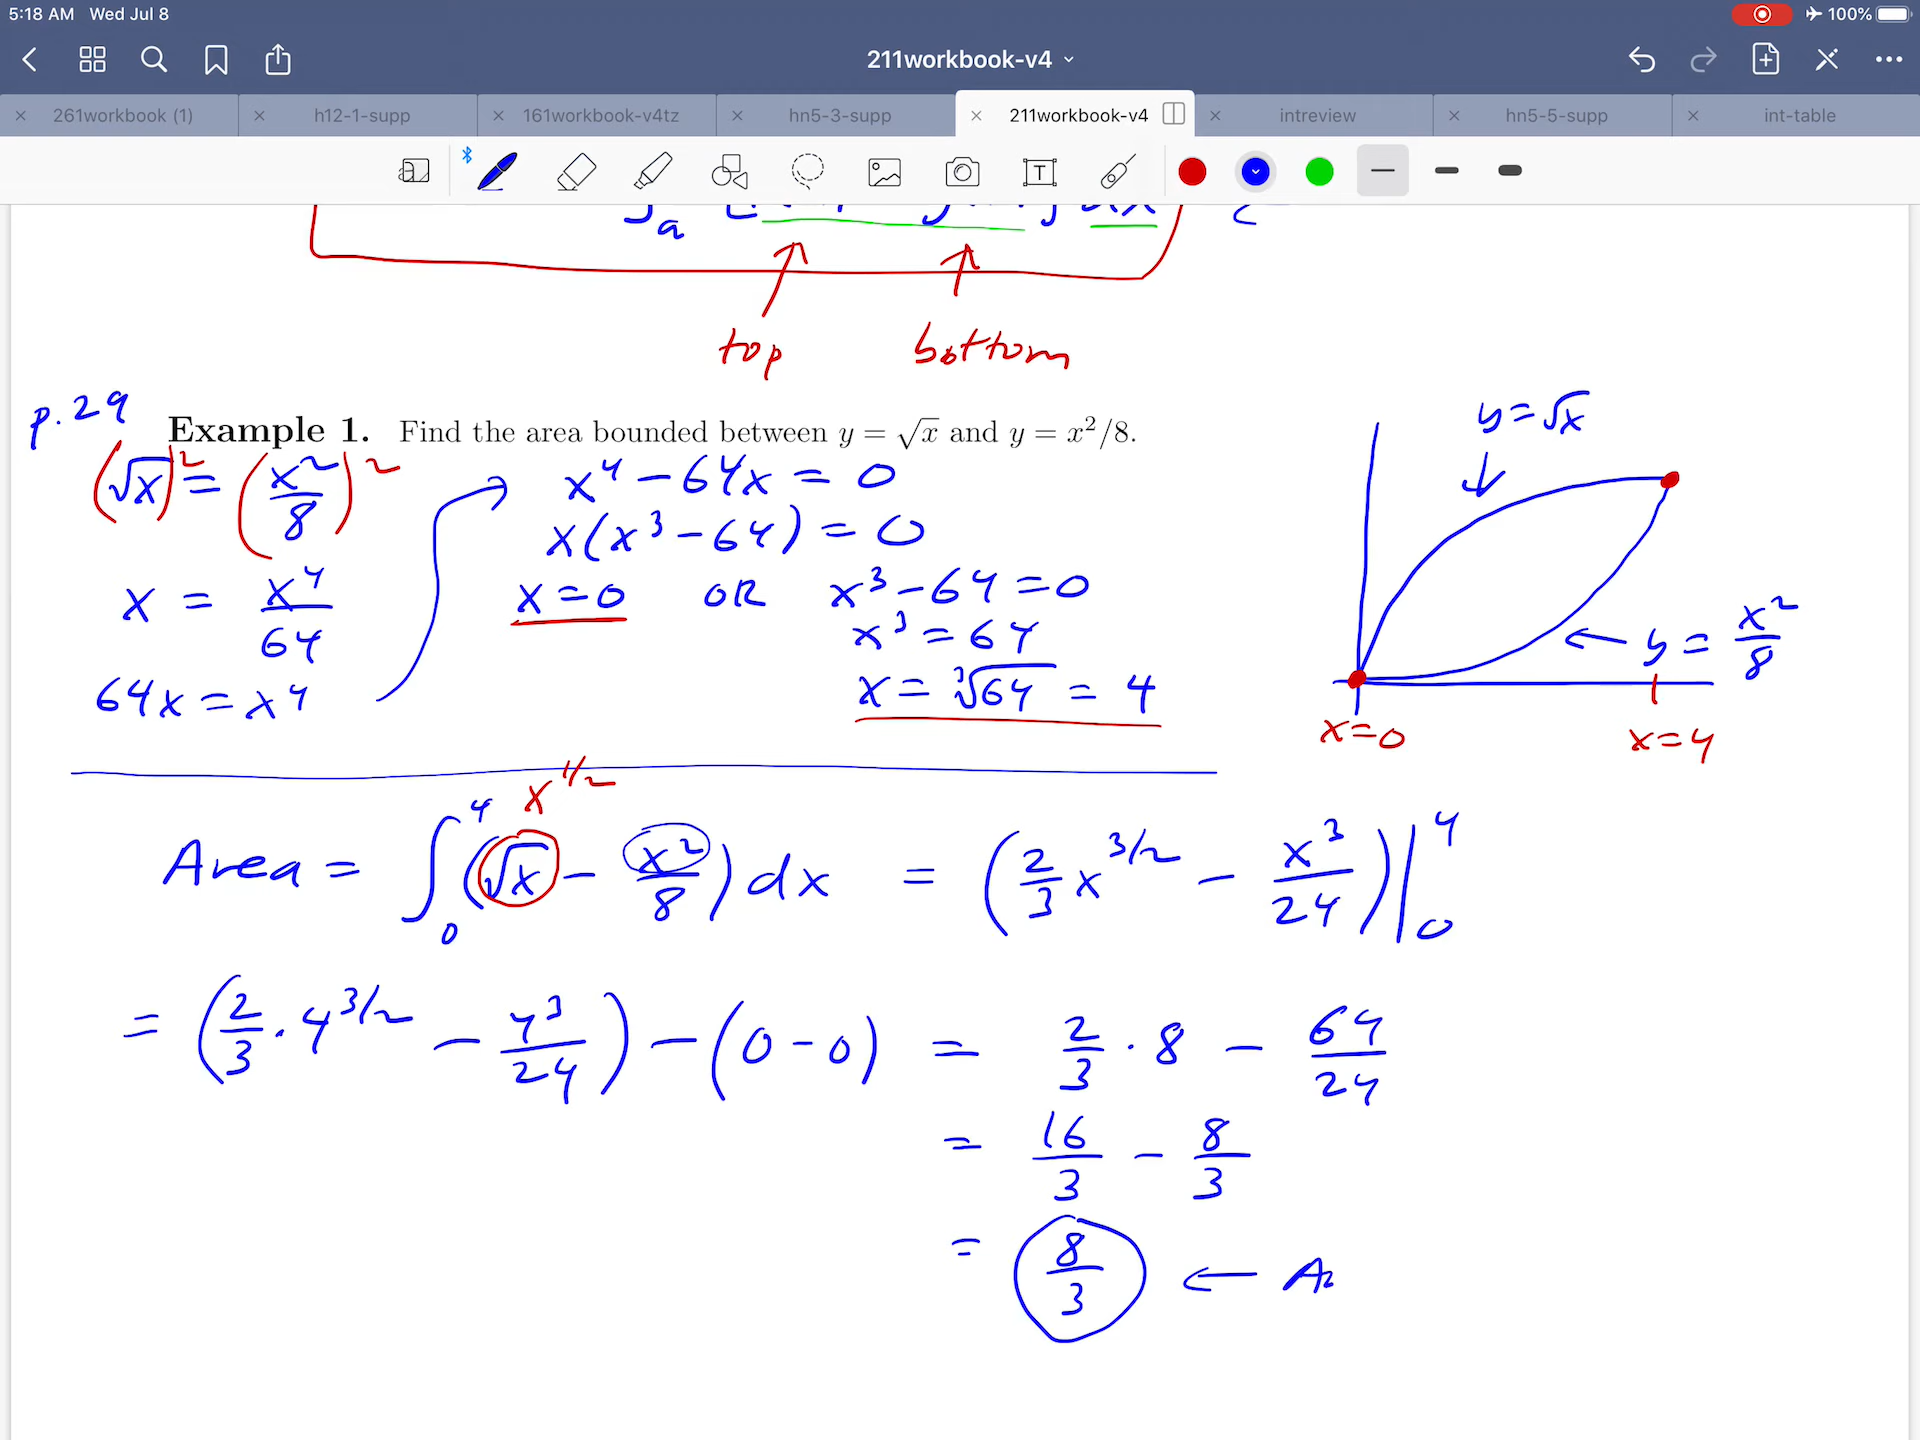 5:18 AM Wed Jul 8
100%
211workbook-v4
261workbook (1)
h12-1-supp
161workbook-v4tz
hn5-3-supp
211workbook-v4
intreview
hn5-5-supp
int-table
top bottom
p.29
Example 1. Find the area bounded between y = √x and y = x²/8.
(√x)² = (x²/8)²
x = x⁴/64
64x = x⁴
x⁴ - 64x = 0
x(x³ - 64) = 0
x = 0 OR x³ - 64 = 0
x³ = 64
x = ∛64 = 4
y = √x
y = x²/8
x = 0
x = 4
x^1/2
Area = ∫₀⁴ (√x - x²/8) dx = (2/3 x^3/2 - x³/24)|₀⁴
= (2/3 · 4^3/2 - 4³/24) - (0 - 0) = 2/3 · 8 - 64/24
= 16/3 - 8/3
= 8/3 ←